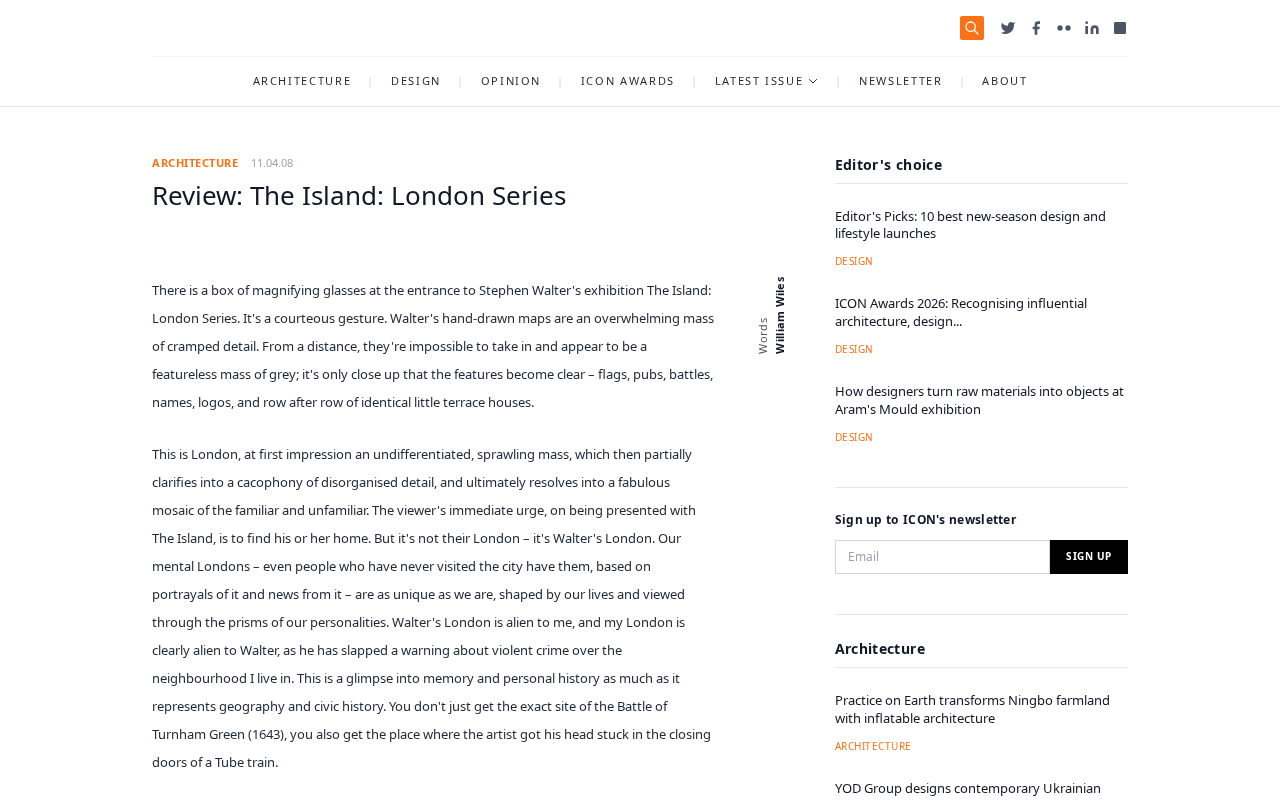 ARCHITECTURE | DESIGN | OPINION | ICON AWARDS | LATEST ISSUE | NEWSLETTER | ABOUT
ARCHITECTURE 11.04.08
Review: The Island: London Series
There is a box of magnifying glasses at the entrance to Stephen Walter's exhibition The Island:
London Series. It's a courteous gesture. Walter's hand-drawn maps are an overwhelming mass
of cramped detail. From a distance, they're impossible to take in and appear to be a
featureless mass of grey; it's only close up that the features become clear – flags, pubs, battles,
names, logos, and row after row of identical little terrace houses.
This is London, at first impression an undifferentiated, sprawling mass, which then partially
clarifies into a cacophony of disorganised detail, and ultimately resolves into a fabulous
mosaic of the familiar and unfamiliar. The viewer's immediate urge, on being presented with
The Island, is to find his or her home. But it's not their London – it's Walter's London. Our
mental Londons – even people who have never visited the city have them, based on
portrayals of it and news from it – are as unique as we are, shaped by our lives and viewed
through the prisms of our personalities. Walter's London is alien to me, and my London is
clearly alien to Walter, as he has slapped a warning about violent crime over the
neighbourhood I live in. This is a glimpse into memory and personal history as much as it
represents geography and civic history. You don't just get the exact site of the Battle of
Turnham Green (1643), you also get the place where the artist got his head stuck in the closing
doors of a Tube train.
Words
William Wiles
Editor's choice
Editor's Picks: 10 best new-season design and
lifestyle launches
DESIGN
ICON Awards 2026: Recognising influential
architecture, design...
DESIGN
How designers turn raw materials into objects at
Aram's Mould exhibition
DESIGN
Sign up to ICON's newsletter
Email SIGN UP
Architecture
Practice on Earth transforms Ningbo farmland
with inflatable architecture
ARCHITECTURE
YOD Group designs contemporary Ukrainian